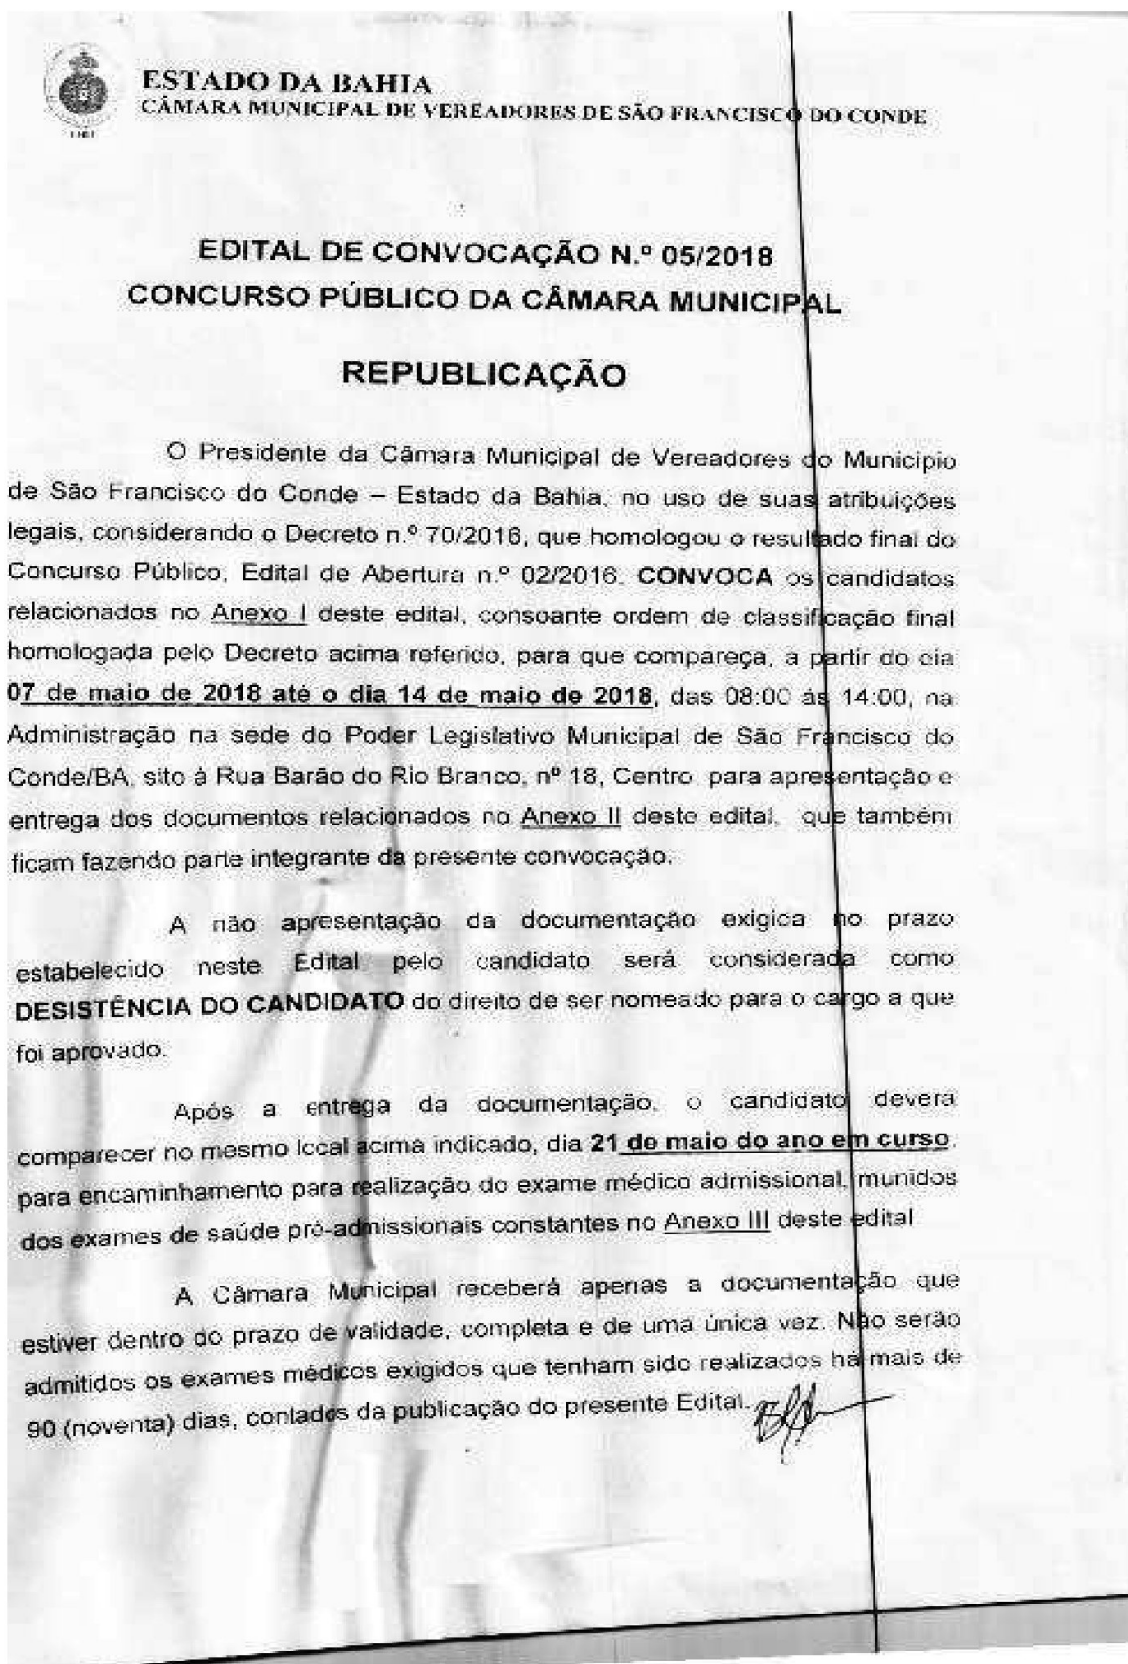 ESTADO DA BAHIA
CÂMARA MUNICIPAL DE VEREADORES DE SÃO FRANCISCO DO CONDE
EDITAL DE CONVOCAÇÃO N.º 05/2018
CONCURSO PÚBLICO DA CÂMARA MUNICIPAL
REPUBLICAÇÃO
O Presidente da Câmara Municipal de Vereadores do Município
de São Francisco do Conde – Estado da Bahia, no uso de suas atribuições
legais, considerando o Decreto n.º 70/2016, que homologou o resultado final do
Concurso Público, Edital de Abertura n.º 02/2016. CONVOCA os candidatos
relacionados no Anexo I deste edital, consoante ordem de classificação final
homologada pelo Decreto acima referido, para que compareça, a partir do dia
07 de maio de 2018 até o dia 14 de maio de 2018, das 08:00 às 14:00, na
Administração na sede do Poder Legislativo Municipal de São Francisco do
Conde/BA, sito à Rua Barão do Rio Branco, nº 18, Centro para apresentação e
entrega dos documentos relacionados no Anexo II deste edital, que também
ficam fazendo parte integrante da presente convocação.
A não apresentação da documentação exigida no prazo
estabelecido neste Edital pelo candidato será considerada como
DESISTÊNCIA DO CANDIDATO do direito de ser nomeado para o cargo a que
foi aprovado.
Após a entrega da documentação, o candidato devera
comparecer no mesmo local acima indicado, dia 21 de maio do ano em curso,
para encaminhamento para realização do exame médico admissional, munidos
dos exames de saúde pré-admissionais constantes no Anexo III deste edital
A Câmara Municipal receberá apenas a documentação que
estiver dentro do prazo de validade, completa e de uma única vez. Não serão
admitidos os exames médicos exigidos que tenham sido realizados há mais de
90 (noventa) dias, contados da publicação do presente Edital.